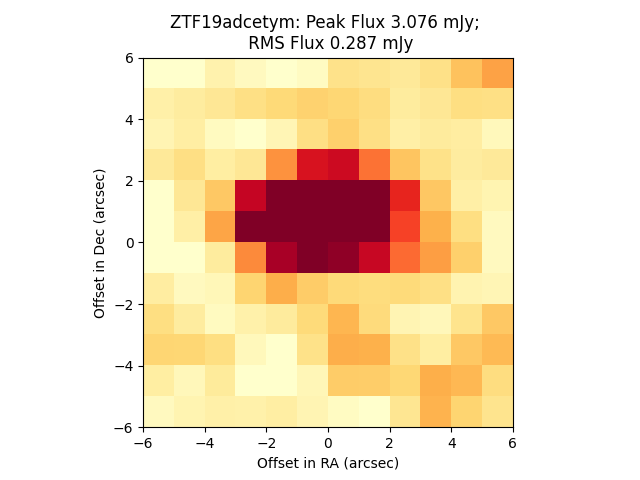 ZTF19adcetym: Peak Flux 3.076 mJy;
RMS Flux 0.287 mJy
6
4
2
0
−2
−4
−6
Offset in Dec (arcsec)
−6 −4 −2 0 2 4 6
Offset in RA (arcsec)